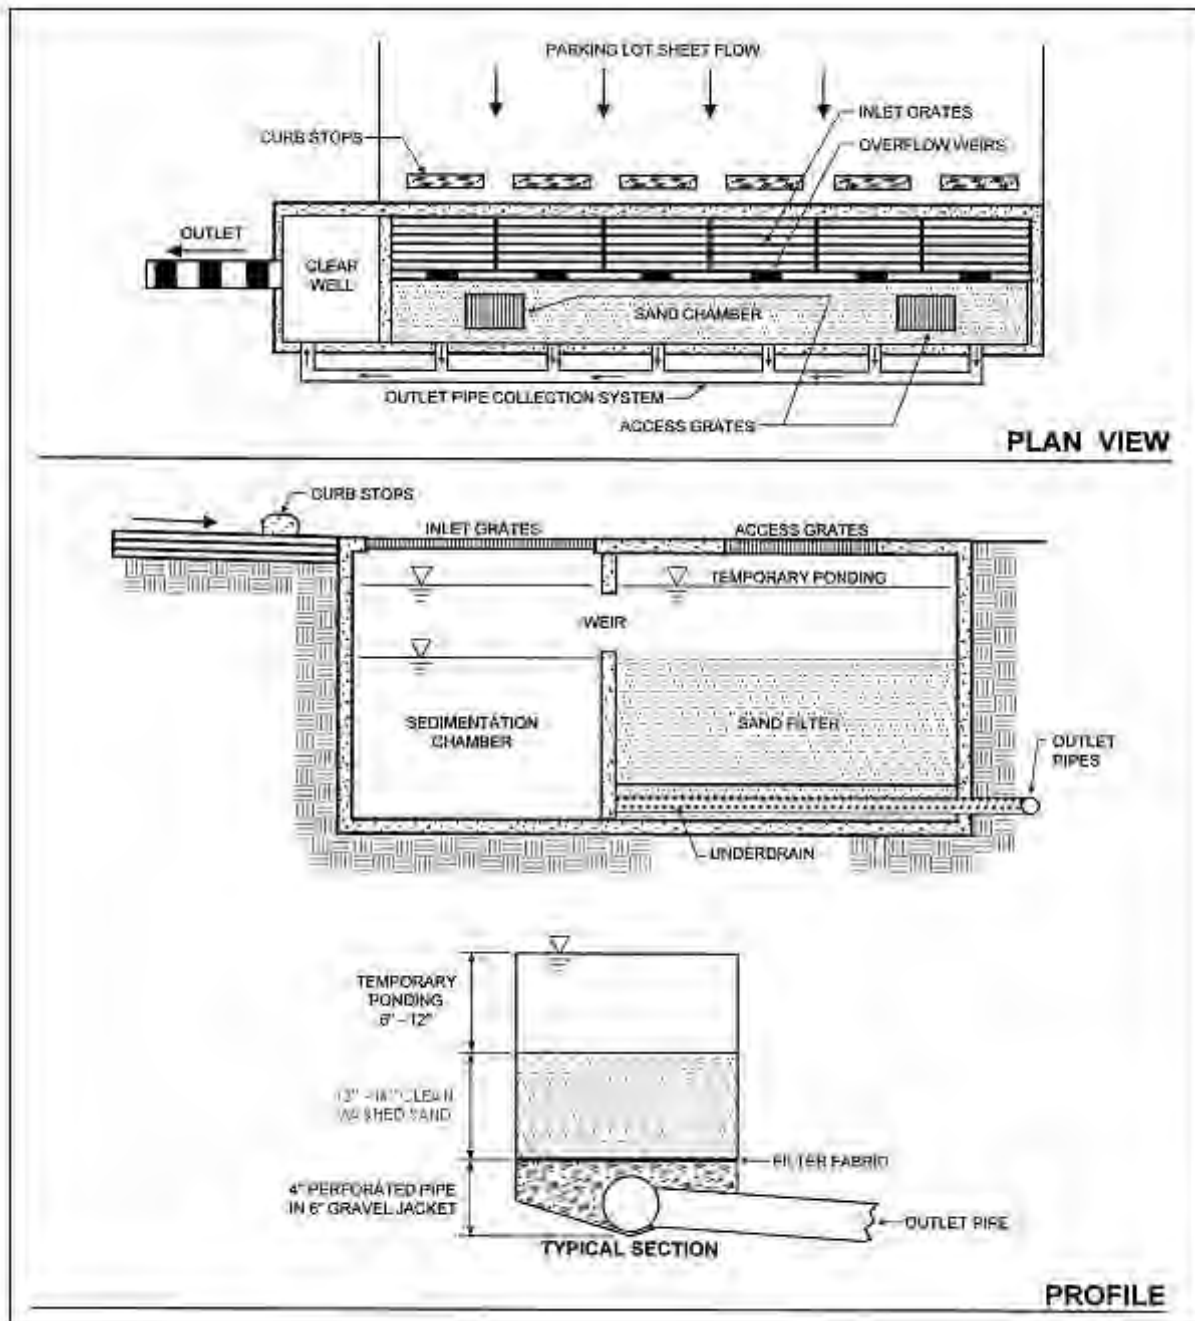 PARKING LOT SHEET FLOW
INLET GRATES
CURB STOPS
OVERFLOW WEIRS
OUTLET
CLEAR
WELL
SAND CHAMBER
OUTLET PIPE COLLECTION SYSTEM
ACCESS GRATES
PLAN VIEW
CURB STOPS
INLET GRATES
ACCESS GRATES
TEMPORARY PONDING
WEIR
SEDIMENTATION
CHAMBER
SAND FILTER
OUTLET
PIPES
UNDERDRAIN
TEMPORARY
PONDING
6" - 12"
CLEAN
WASHED SAND
FILTER FABRIC
4" PERFORATED PIPE
IN 6" GRAVEL JACKET
OUTLET PIPE
TYPICAL SECTION
PROFILE